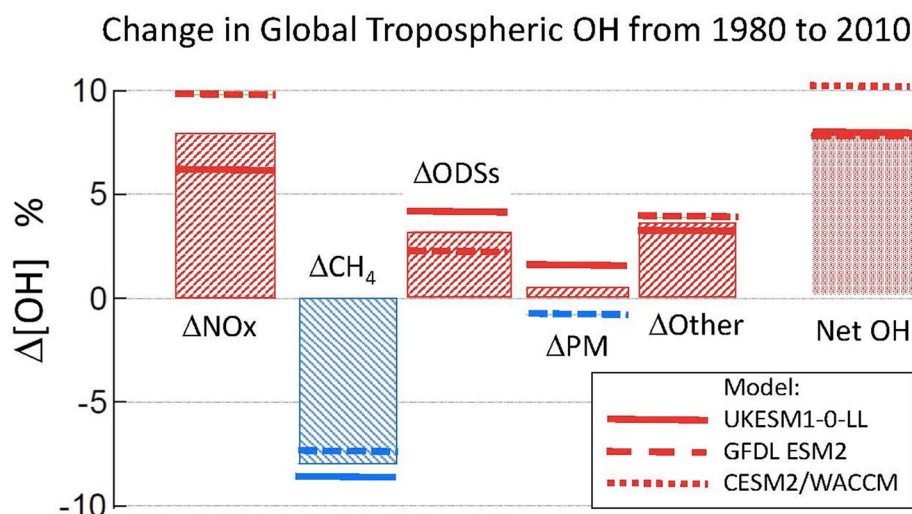 Change in Global Tropospheric OH from 1980 to 2010
Δ[OH] %
10
5
0
-5
-10
ΔNOx
ΔCH4
ΔODSs
ΔPM
ΔOther
Net OH
Model:
UKESM1-0-LL
GFDL ESM2
CESM2/WACCM